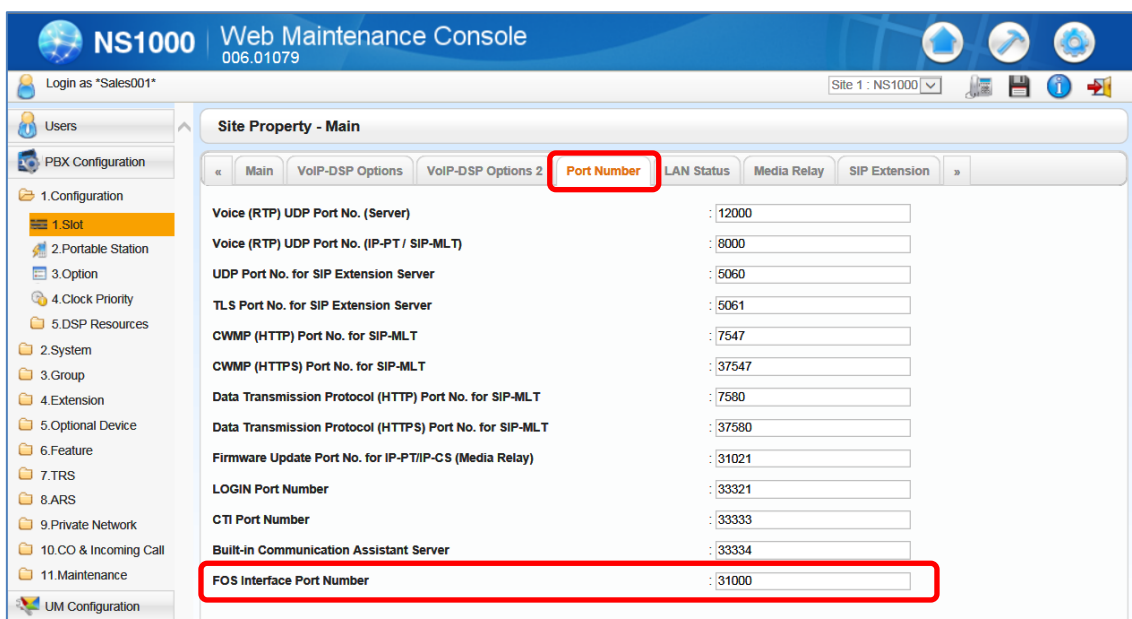 NS1000
Web Maintenance Console
006.01079
Login as "Sales001"
Site 1 : NS1000
Users
PBX Configuration
1.Configuration
1.Slot
2.Portable Station
3.Option
4.Clock Priority
5.DSP Resources
2.System
3.Group
4.Extension
5.Optional Device
6.Feature
7.TRS
8.ARS
9.Private Network
10.CO & Incoming Call
11.Maintenance
UM Configuration
Site Property - Main
« Main VoIP-DSP Options VoIP-DSP Options 2 Port Number LAN Status Media Relay SIP Extension »
Voice (RTP) UDP Port No. (Server) : 12000
Voice (RTP) UDP Port No. (IP-PT / SIP-MLT) : 8000
UDP Port No. for SIP Extension Server : 5060
TLS Port No. for SIP Extension Server : 5061
CWMP (HTTP) Port No. for SIP-MLT : 7547
CWMP (HTTPS) Port No. for SIP-MLT : 37547
Data Transmission Protocol (HTTP) Port No. for SIP-MLT : 7580
Data Transmission Protocol (HTTPS) Port No. for SIP-MLT : 37580
Firmware Update Port No. for IP-PT/IP-CS (Media Relay) : 31021
LOGIN Port Number : 33321
CTI Port Number : 33333
Built-in Communication Assistant Server : 33334
FOS Interface Port Number : 31000